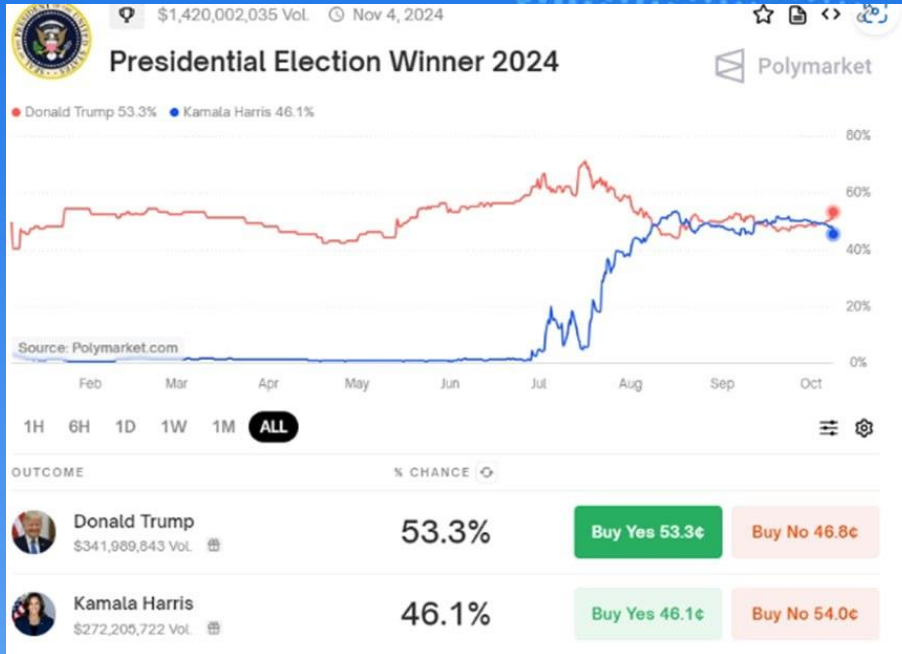 $1,420,002,035 Vol. Nov 4, 2024
Presidential Election Winner 2024
Polymarket
Donald Trump 53.3% Kamala Harris 46.1%
80%
60%
40%
20%
0%
Source: Polymarket.com
Feb Mar Apr May Jun Jul Aug Sep Oct
1H 6H 1D 1W 1M ALL
OUTCOME % CHANCE
Donald Trump
$341,989,843 Vol.
53.3%
Buy Yes 53.3¢
Buy No 46.8¢
Kamala Harris
$272,205,722 Vol.
46.1%
Buy Yes 46.1¢
Buy No 54.0¢